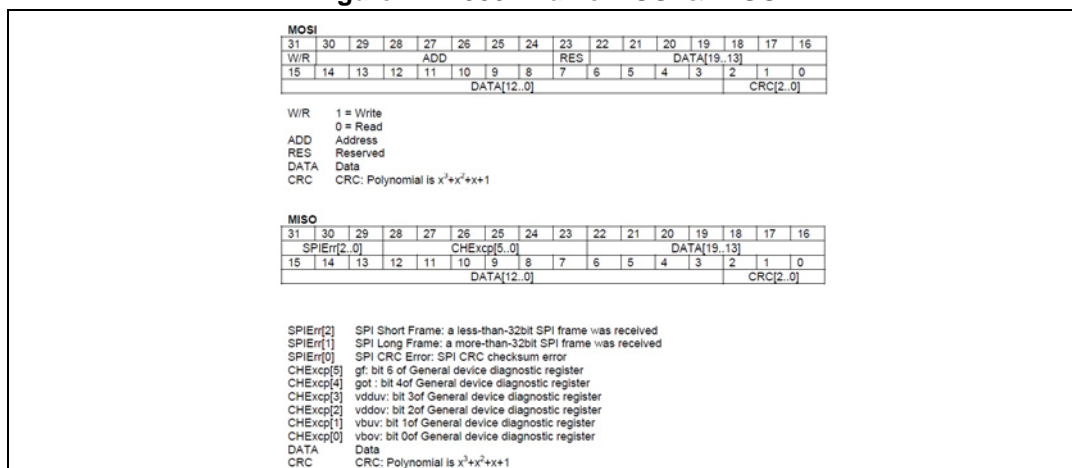 MOSI
31 30 29 28 27 26 25 24 23 22 21 20 19 18 17 16
W/R ADD RES DATA[19..13]
15 14 13 12 11 10 9 8 7 6 5 4 3 2 1 0
DATA[12..0] CRC[2..0]
W/R 1 = Write
0 = Read
ADD Address
RES Reserved
DATA Data
CRC CRC: Polynomial is x³+x²+x+1
MISO
31 30 29 28 27 26 25 24 23 22 21 20 19 18 17 16
SPIErr[2..0] CHExcp[5..0] DATA[19..13]
15 14 13 12 11 10 9 8 7 6 5 4 3 2 1 0
DATA[12..0] CRC[2..0]
SPIErr[2] SPI Short Frame: a less-than-32bit SPI frame was received
SPIErr[1] SPI Long Frame: a more-than-32bit SPI frame was received
SPIErr[0] SPI CRC Error: SPI CRC checksum error
CHExcp[5] gf: bit 6 of General device diagnostic register
CHExcp[4] got : bit 4of General device diagnostic register
CHExcp[3] vdduv: bit 3of General device diagnostic register
CHExcp[2] vddov: bit 2of General device diagnostic register
CHExcp[1] vbuv: bit 1of General device diagnostic register
CHExcp[0] vbov: bit 0of General device diagnostic register
DATA Data
CRC CRC: Polynomial is x³+x²+x+1